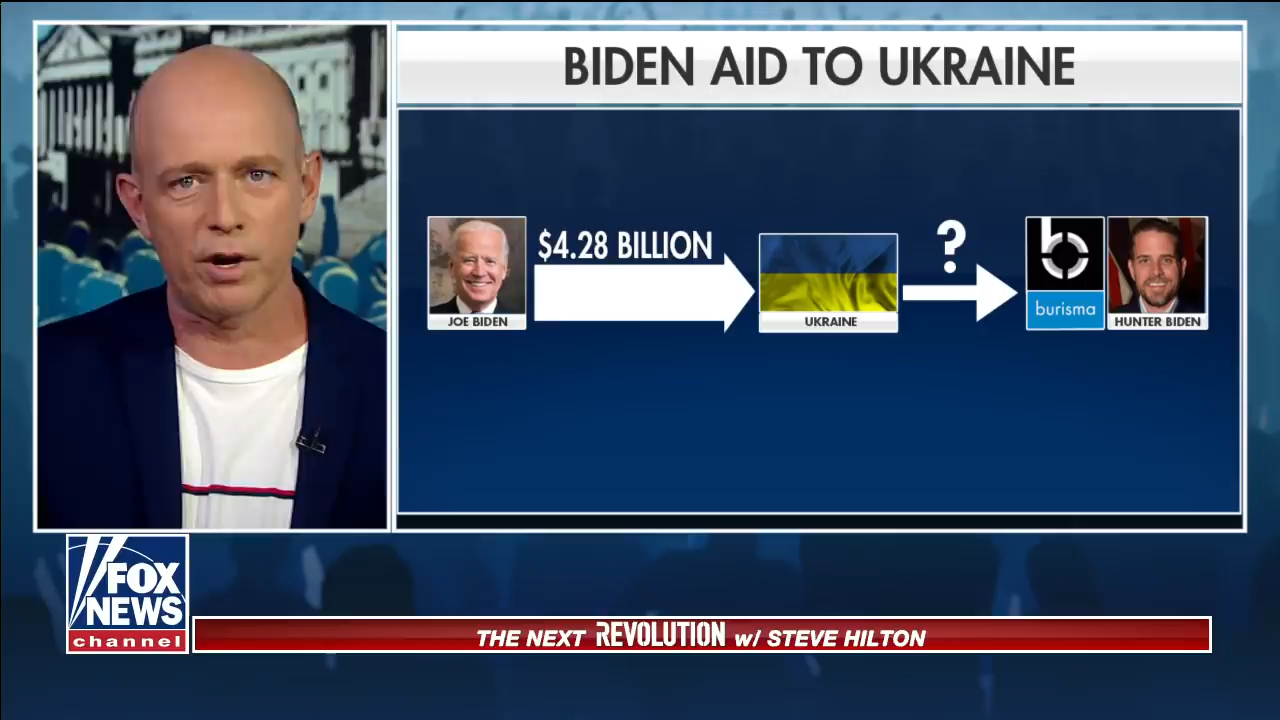 BIDEN AID TO UKRAINE
$4.28 BILLION
?
JOE BIDEN
UKRAINE
b
burisma
HUNTER BIDEN
FOX
NEWS
channel
THE NEXT REVOLUTION w/ STEVE HILTON